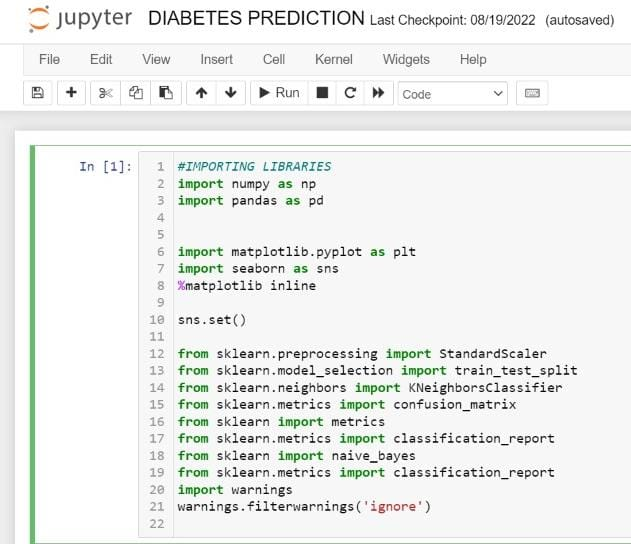 jupyter DIABETES PREDICTION Last Checkpoint: 08/19/2022 (autosaved)
File Edit View Insert Cell Kernel Widgets Help
Run Code
In [1]:
1 #IMPORTING LIBRARIES
2 import numpy as np
3 import pandas as pd
4
5
6 import matplotlib.pyplot as plt
7 import seaborn as sns
8 %matplotlib inline
9
10 sns.set()
11
12 from sklearn.preprocessing import StandardScaler
13 from sklearn.model_selection import train_test_split
14 from sklearn.neighbors import KNeighborsClassifier
15 from sklearn.metrics import confusion_matrix
16 from sklearn import metrics
17 from sklearn.metrics import classification_report
18 from sklearn import naive_bayes
19 from sklearn.metrics import classification_report
20 import warnings
21 warnings.filterwarnings('ignore')
22